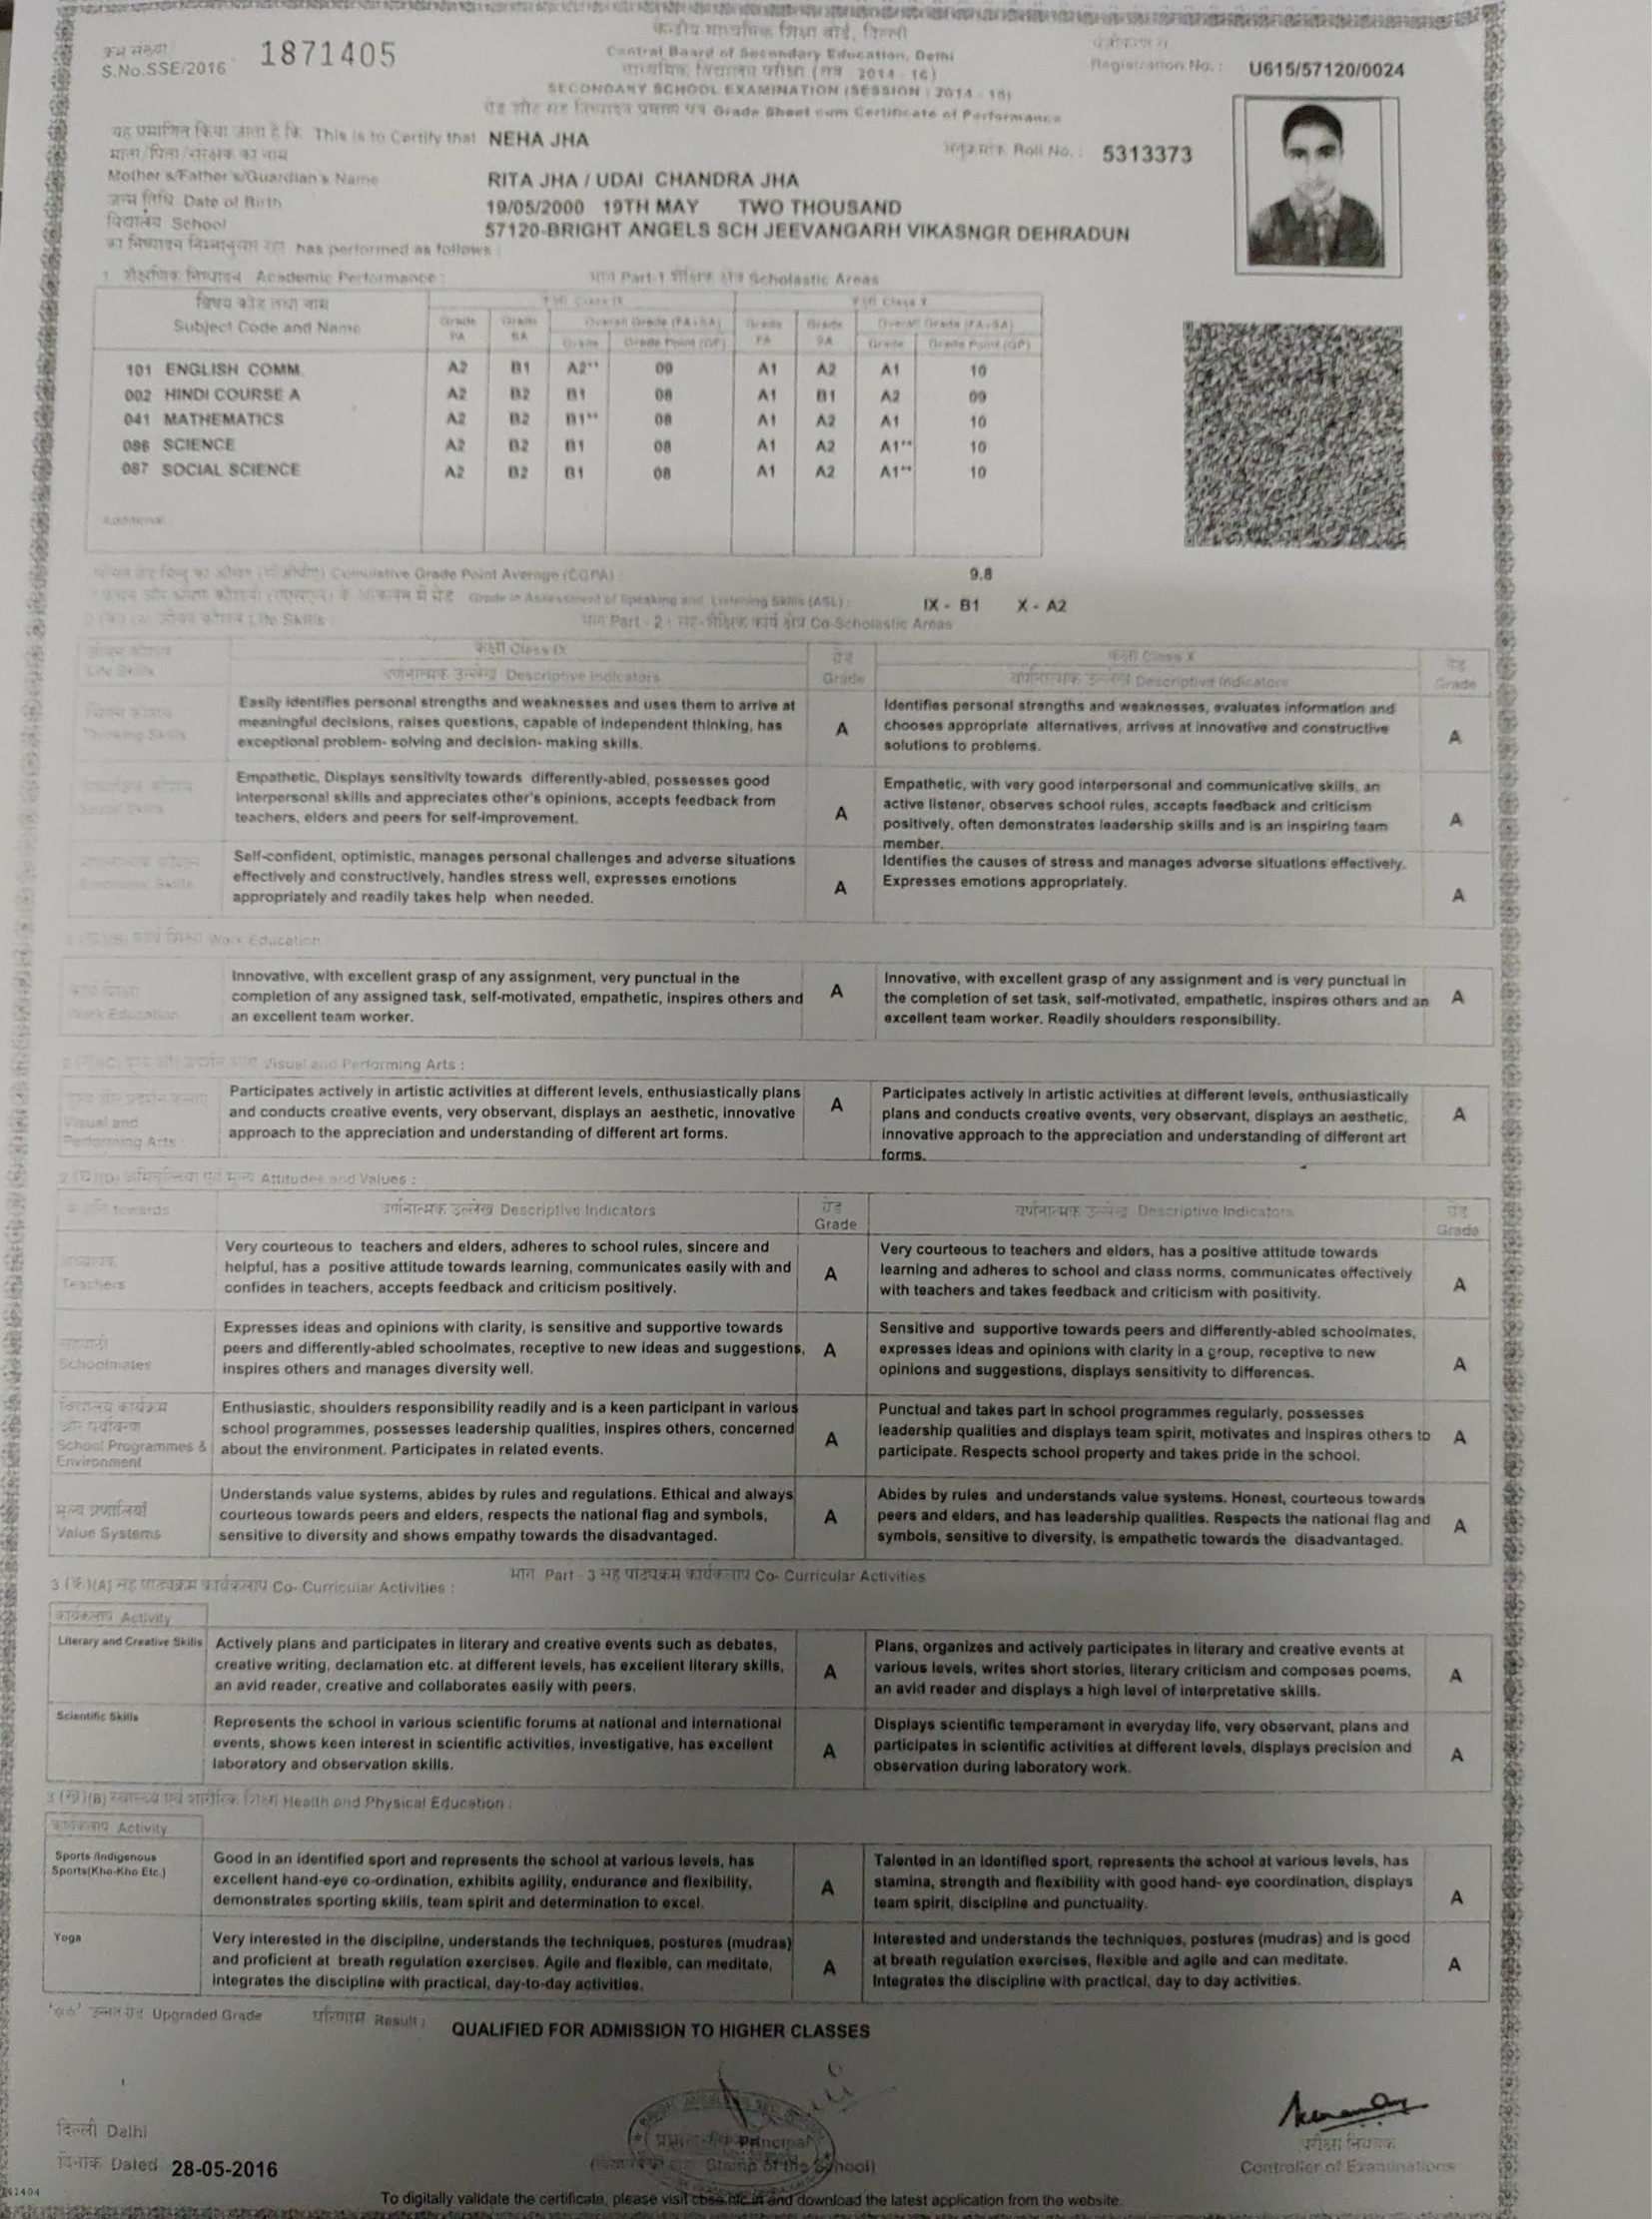 क्रम संख्या
S.No.SSE/2016 1871405
केन्द्रीय माध्यमिक शिक्षा बोर्ड, दिल्ली
Central Board of Secondary Education, Delhi
माध्यमिक विद्यालय परीक्षा (सत्र 2014 - 16)
SECONDARY SCHOOL EXAMINATION (SESSION : 2014 - 16)
Grade Sheet cum Certificate of Performance
Registration No. : U615/57120/0024
यह प्रमाणित किया जाता है कि This is to Certify that NEHA JHA
अनुक्रमांक Roll No. : 5313373
माता/पिता/संरक्षक का नाम
Mother's/Father's/Guardian's Name RITA JHA / UDAI CHANDRA JHA
जन्म तिथि Date of Birth 19/05/2000 19TH MAY TWO THOUSAND
विद्यालय School 57120-BRIGHT ANGELS SCH JEEVANGARH VIKASNGR DEHRADUN
का निष्पादन निम्नानुसार रहा has performed as follows :
1. शैक्षणिक निष्पादन Academic Performance : भाग Part-1 शैक्षिक क्षेत्र Scholastic Areas
विषय कोड तथा नाम कक्षा Class IX कक्षा Class X
Subject Code and Name Grade FA Grade SA Overall Grade (FA+SA) Grade FA Grade SA Overall Grade (FA+SA)
Grade Grade Point (GP) Grade Grade Point (GP)
101 ENGLISH COMM. A2 B1 A2** 09 A1 A2 A1 10
002 HINDI COURSE A A2 B2 B1 08 A1 B1 A2 09
041 MATHEMATICS A2 B2 B1** 08 A1 A2 A1 10
086 SCIENCE A2 B2 B1 08 A1 A2 A1** 10
087 SOCIAL SCIENCE A2 B2 B1 08 A1 A2 A1** 10
Additional :
Cumulative Grade Point Average (CGPA) : 9.8
Grade in Assessment of Speaking and Listening Skills (ASL) : IX - B1 X - A2
Life Skills : भाग Part - 2 : सह-शैक्षिक कार्य क्षेत्र Co-Scholastic Areas
जीवन कौशल कक्षा Class IX ग्रेड कक्षा Class X ग्रेड
Life Skills वर्णनात्मक उल्लेख Descriptive Indicators Grade वर्णनात्मक उल्लेख Descriptive Indicators Grade
Thinking Skills
Easily identifies personal strengths and weaknesses and uses them to arrive at
meaningful decisions, raises questions, capable of independent thinking, has
exceptional problem- solving and decision- making skills.
A
Identifies personal strengths and weaknesses, evaluates information and
chooses appropriate alternatives, arrives at innovative and constructive
solutions to problems.
A
Social Skills
Empathetic, Displays sensitivity towards differently-abled, possesses good
interpersonal skills and appreciates other's opinions, accepts feedback from
teachers, elders and peers for self-improvement.
A
Empathetic, with very good interpersonal and communicative skills, an
active listener, observes school rules, accepts feedback and criticism
positively, often demonstrates leadership skills and is an inspiring team
member.
A
Emotional Skills
Self-confident, optimistic, manages personal challenges and adverse situations
effectively and constructively, handles stress well, expresses emotions
appropriately and readily takes help when needed.
A
Identifies the causes of stress and manages adverse situations effectively.
Expresses emotions appropriately.
A
कार्य शिक्षा Work Education
कार्य शिक्षा
Work Education
Innovative, with excellent grasp of any assignment, very punctual in the
completion of any assigned task, self-motivated, empathetic, inspires others and
an excellent team worker.
A
Innovative, with excellent grasp of any assignment and is very punctual in
the completion of set task, self-motivated, empathetic, inspires others and an
excellent team worker. Readily shoulders responsibility.
A
Visual and Performing Arts :
Visual and
Performing Arts :
Participates actively in artistic activities at different levels, enthusiastically plans
and conducts creative events, very observant, displays an aesthetic, innovative
approach to the appreciation and understanding of different art forms.
A
Participates actively in artistic activities at different levels, enthusiastically
plans and conducts creative events, very observant, displays an aesthetic,
innovative approach to the appreciation and understanding of different art
forms.
A
2 (घ)(D) अभिवृत्तियां एवं मूल्य Attitudes and Values :
towards वर्णनात्मक उल्लेख Descriptive Indicators ग्रेड Grade वर्णनात्मक उल्लेख Descriptive Indicators ग्रेड Grade
अध्यापक
Teachers
Very courteous to teachers and elders, adheres to school rules, sincere and
helpful, has a positive attitude towards learning, communicates easily with and
confides in teachers, accepts feedback and criticism positively.
A
Very courteous to teachers and elders, has a positive attitude towards
learning and adheres to school and class norms, communicates effectively
with teachers and takes feedback and criticism with positivity.
A
सहपाठी
Schoolmates
Expresses ideas and opinions with clarity, is sensitive and supportive towards
peers and differently-abled schoolmates, receptive to new ideas and suggestions,
inspires others and manages diversity well.
A
Sensitive and supportive towards peers and differently-abled schoolmates,
expresses ideas and opinions with clarity in a group, receptive to new
opinions and suggestions, displays sensitivity to differences.
A
विद्यालय कार्यक्रम
और पर्यावरण
School Programmes &
Environment
Enthusiastic, shoulders responsibility readily and is a keen participant in various
school programmes, possesses leadership qualities, inspires others, concerned
about the environment. Participates in related events.
A
Punctual and takes part in school programmes regularly, possesses
leadership qualities and displays team spirit, motivates and inspires others to
participate. Respects school property and takes pride in the school.
A
मूल्य प्रणालियाँ
Value Systems
Understands value systems, abides by rules and regulations. Ethical and always
courteous towards peers and elders, respects the national flag and symbols,
sensitive to diversity and shows empathy towards the disadvantaged.
A
Abides by rules and understands value systems. Honest, courteous towards
peers and elders, and has leadership qualities. Respects the national flag and
symbols, sensitive to diversity, is empathetic towards the disadvantaged.
A
भाग Part - 3 सह पाठ्यक्रम कार्यकलाप Co- Curricular Activities
3 (क)(A) सह पाठ्यक्रम कार्यकलाप Co- Curricular Activities :
कार्यकलाप Activity
Literary and Creative Skills
Actively plans and participates in literary and creative events such as debates,
creative writing, declamation etc. at different levels, has excellent literary skills,
an avid reader, creative and collaborates easily with peers.
A
Plans, organizes and actively participates in literary and creative events at
various levels, writes short stories, literary criticism and composes poems,
an avid reader and displays a high level of interpretative skills.
A
Scientific Skills
Represents the school in various scientific forums at national and international
events, shows keen interest in scientific activities, investigative, has excellent
laboratory and observation skills.
A
Displays scientific temperament in everyday life, very observant, plans and
participates in scientific activities at different levels, displays precision and
observation during laboratory work.
A
3 (ख)(B) स्वास्थ्य एवं शारीरिक शिक्षा Health and Physical Education :
कार्यकलाप Activity
Sports /Indigenous
Sports(Kho-Kho Etc.)
Good in an identified sport and represents the school at various levels, has
excellent hand-eye co-ordination, exhibits agility, endurance and flexibility,
demonstrates sporting skills, team spirit and determination to excel.
A
Talented in an identified sport, represents the school at various levels, has
stamina, strength and flexibility with good hand- eye coordination, displays
team spirit, discipline and punctuality.
A
Yoga
Very interested in the discipline, understands the techniques, postures (mudras)
and proficient at breath regulation exercises. Agile and flexible, can meditate,
integrates the discipline with practical, day-to-day activities.
A
Interested and understands the techniques, postures (mudras) and is good
at breath regulation exercises, flexible and agile and can meditate.
Integrates the discipline with practical, day to day activities.
A
उन्नत ग्रेड Upgraded Grade परिणाम Result : QUALIFIED FOR ADMISSION TO HIGHER CLASSES
दिल्ली Delhi
दिनांक Dated 28-05-2016
Principal
Stamp of the School)
परीक्षा नियंत्रक
Controller of Examinations
41404
To digitally validate the certificate, please visit cbse.nic.in and download the latest application from the website.